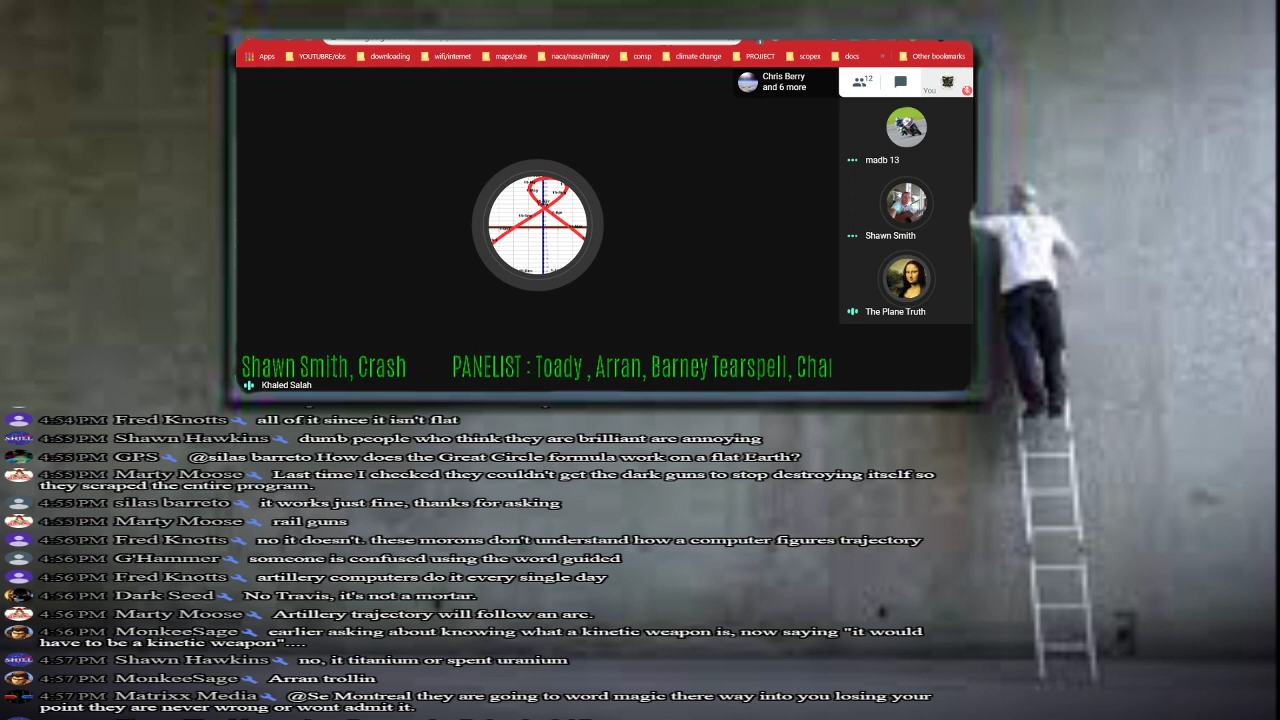 Apps YOUTUBRE/obs downloading wifi/internet maps/sate naca/nasa/militrary consp climate change PROJJECT scopex docs Other bookmarks
Chris Berry
and 6 more
12
You
madb 13
Shawn Smith
The Plane Truth
Shawn Smith, Crash PANELIST : Toady , Arran, Barney Tearspell, Chai
Khaled Salah
4:54 PM Fred Knotts all of it since it isn't flat
4:55 PM Shawn Hawkins dumb people who think they are brilliant are annoying
4:55 PM GPS @silas barreto How does the Great Circle formula work on a flat Earth?
4:55 PM Marty Moose Last time I checked they couldn't get the dark guns to stop destroying itself so
they scraped the entire program.
4:55 PM silas barreto it works just fine, thanks for asking
4:55 PM Marty Moose rail guns
4:56 PM Fred Knotts no it doesn't. these morons don't understand how a computer figures trajectory
4:56 PM G'Hammer someone is confused using the word guided
4:56 PM Fred Knotts artillery computers do it every single day
4:56 PM Dark Seed No Travis, it's not a mortar.
4:56 PM Marty Moose Artillery trajectory will follow an arc.
4:56 PM MonkeeSage earlier asking about knowing what a kinetic weapon is, now saying "it would
have to be a kinetic weapon"....
SHILL 4:57 PM Shawn Hawkins no, it titanium or spent uranium
4:57 PM MonkeeSage Arran trollin
4:57 PM Matrixx Media @Se Montreal they are going to word magic there way into you losing your
point they are never wrong or wont admit it.